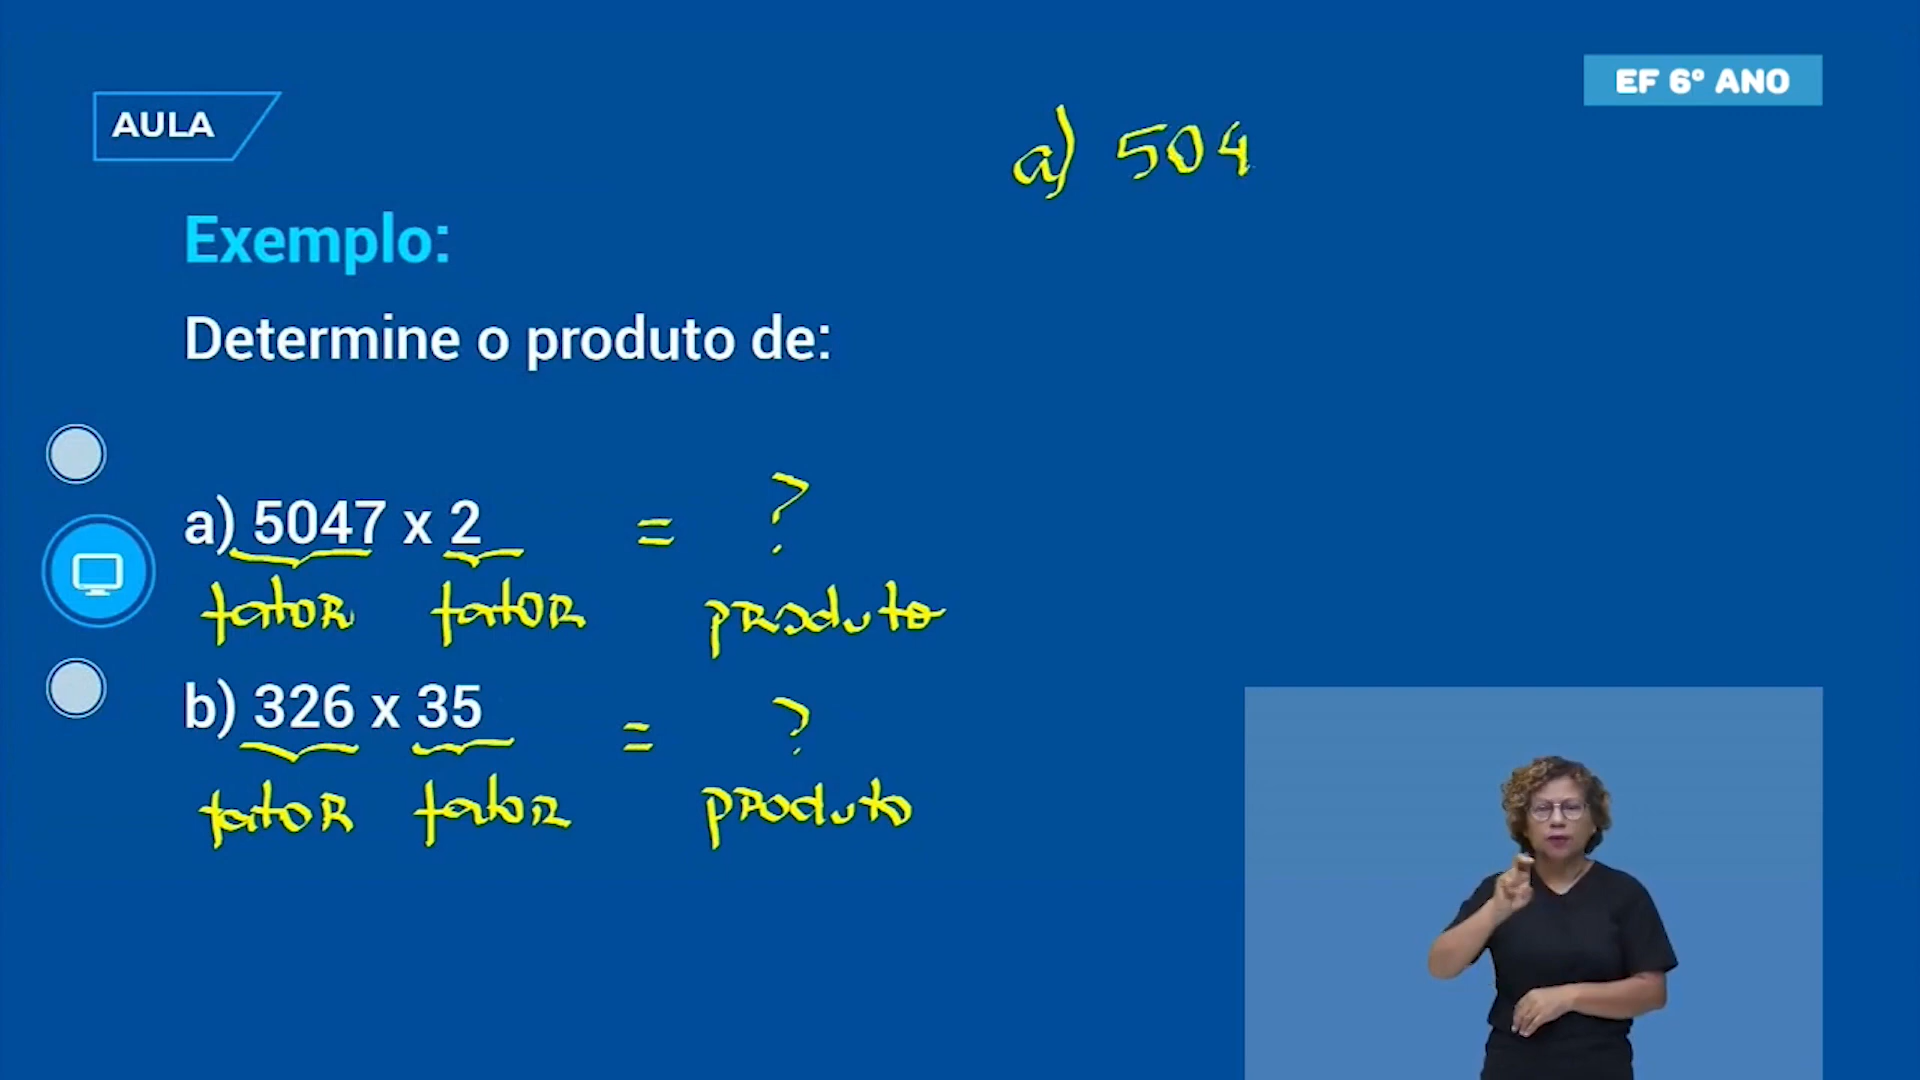 AULA
EF 6º ANO
a) 504
Exemplo:
Determine o produto de:
a) 5047 x 2 = ?
fator fator produto
b) 326 x 35 = ?
fator fator produto